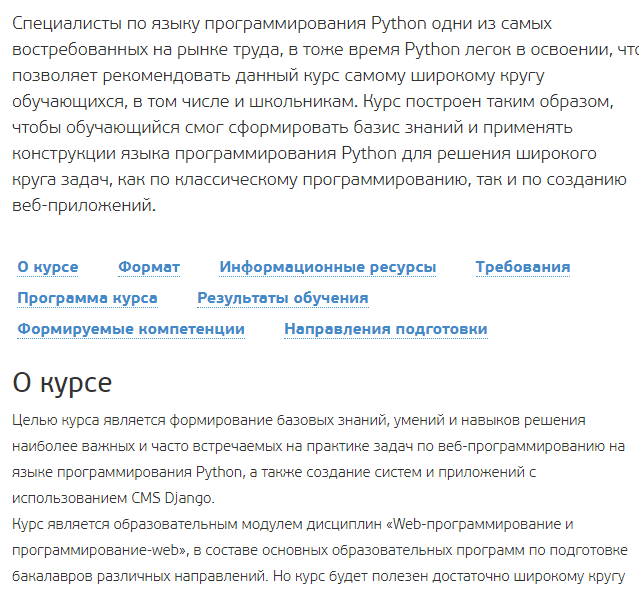 Специалисты по языку программирования Python одни из самых
востребованных на рынке труда, в тоже время Python легок в освоении, что
позволяет рекомендовать данный курс самому широкому кругу
обучающихся, в том числе и школьникам. Курс построен таким образом,
чтобы обучающийся смог сформировать базис знаний и применять
конструкции языка программирования Python для решения широкого
круга задач, как по классическому программированию, так и по созданию
веб-приложений.
О курсе Формат Информационные ресурсы Требования
Программа курса Результаты обучения
Формируемые компетенции Направления подготовки
О курсе
Целью курса является формирование базовых знаний, умений и навыков решения
наиболее важных и часто встречаемых на практике задач по веб-программированию на
языке программирования Python, а также создание систем и приложений с
использованием CMS Django.
Курс является образовательным модулем дисциплин «Web-программирование и
программирование-web», в составе основных образовательных программ по подготовке
бакалавров различных направлений. Но курс будет полезен достаточно широкому кругу